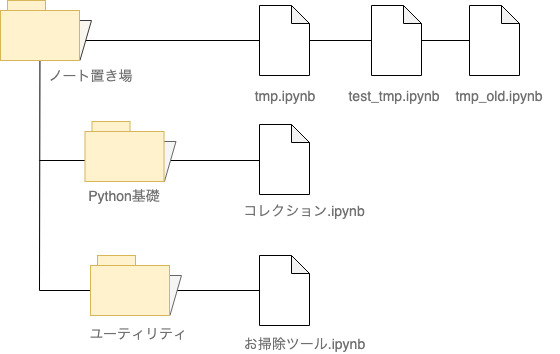 ノート置き場
tmp.ipynb
test_tmp.ipynb
tmp_old.ipynb
Python基礎
コレクション.ipynb
ユーティリティ
お掃除ツール.ipynb